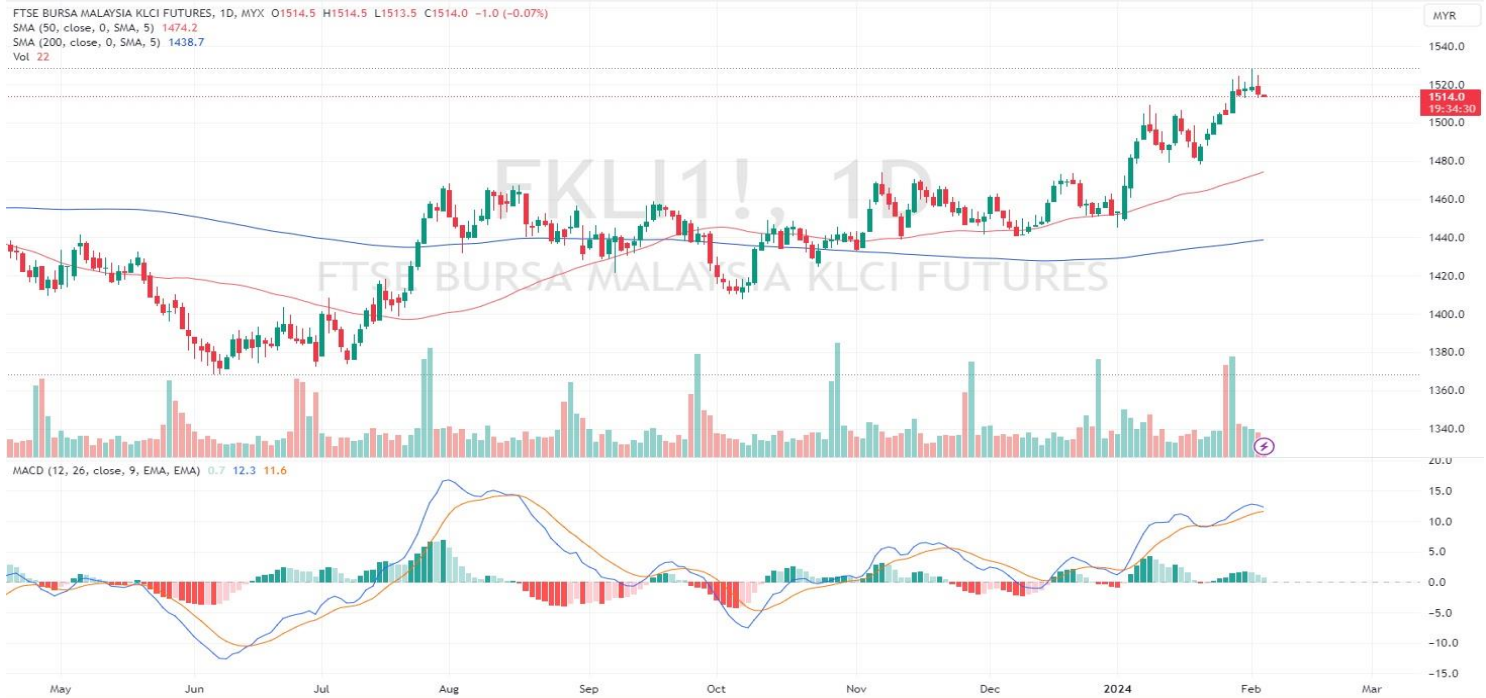 FTSE BURSA MALAYSIA KLCI FUTURES, 1D, MYX O1514.5 H1514.5 L1513.5 C1514.0 −1.0 (−0.07%)
MYR
SMA (50, close, 0, SMA, 5) 1474.2
SMA (200, close, 0, SMA, 5) 1438.7
Vol 22
1540.0
1520.0
1514.0
19:34:30
1500.0
1480.0
1460.0
1440.0
1420.0
1400.0
1380.0
1360.0
1340.0
FKLI1!, 1D
FTSE BURSA MALAYSIA KLCI FUTURES
MACD (12, 26, close, 9, EMA, EMA) 0.7 12.3 11.6
20.0
15.0
10.0
5.0
0.0
−5.0
−10.0
−15.0
May Jun Jul Aug Sep Oct Nov Dec 2024 Feb Mar